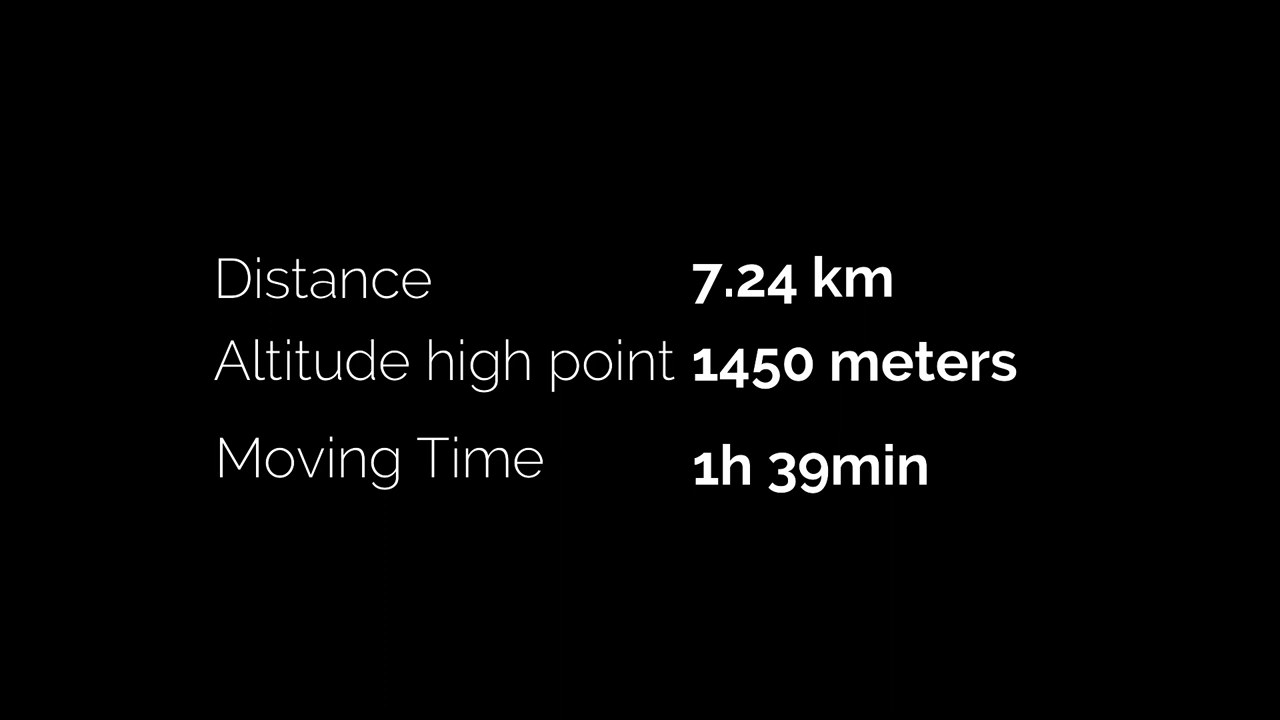 Distance 7.24 km
Altitude high point 1450 meters
Moving Time 1h 39min